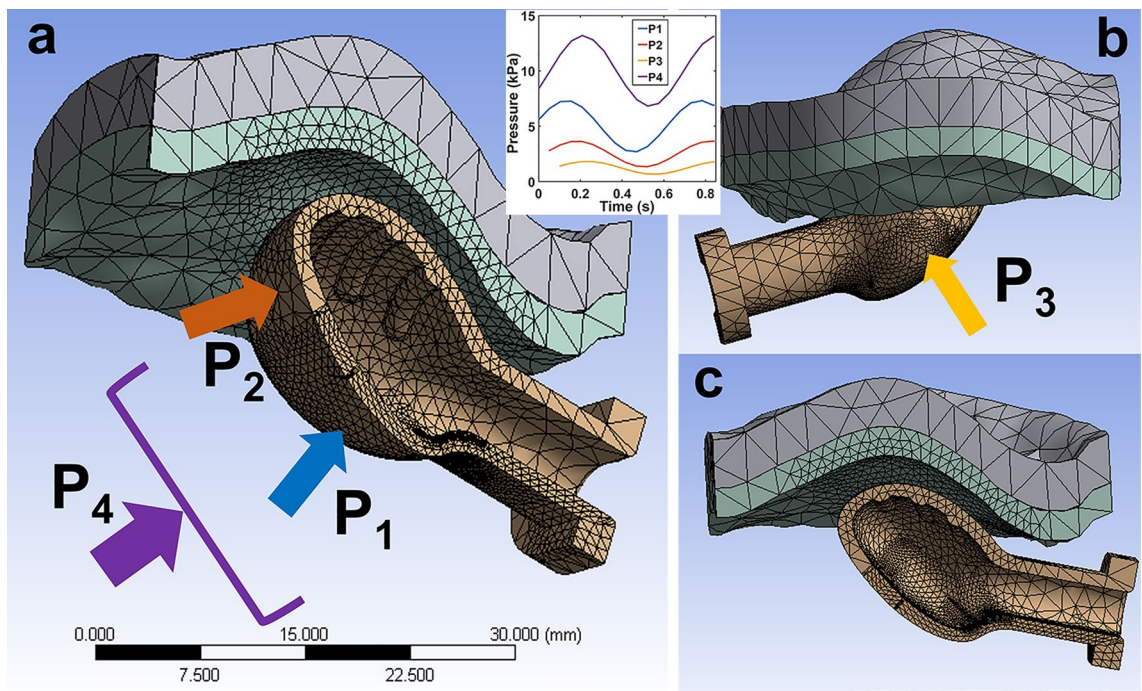 a
15
10
5
0
Pressure (kPa)
P1
P2
P3
P4
0
0.2
0.4
0.6
0.8
Time (s)
b
P3
P2
P4
P1
c
0.000
15.000
30.000 (mm)
7.500
22.500